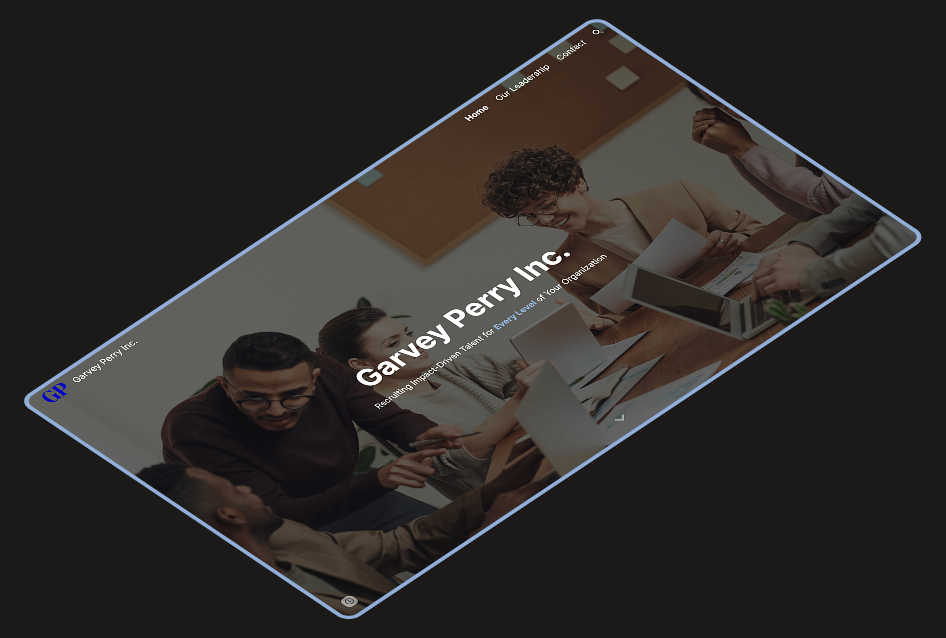 GP Garvey Perry Inc.
Home Our Leadership Contact
Garvey Perry Inc.
Recruiting Impact-Driven Talent for Every Level of Your Organization